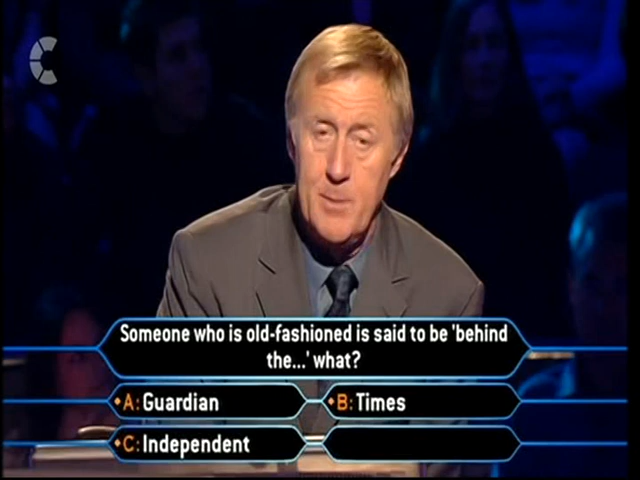 Someone who is old-fashioned is said to be 'behind
the...' what?
A: Guardian
B: Times
C: Independent